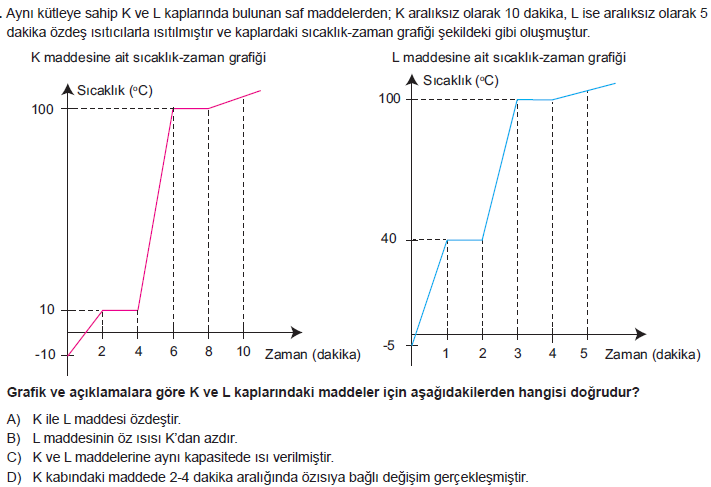 . Aynı kütleye sahip K ve L kaplarında bulunan saf maddelerden; K aralıksız olarak 10 dakika, L ise aralıksız olarak 5
dakika özdeş ısıtıcılarla ısıtılmıştır ve kaplardaki sıcaklık-zaman grafiği şekildeki gibi oluşmuştur.
K maddesine ait sıcaklık-zaman grafiği
Sıcaklık (ºC)
100
10
-10
2 4 6 8 10 Zaman (dakika)
L maddesine ait sıcaklık-zaman grafiği
Sıcaklık (ºC)
100
40
-5
1 2 3 4 5 Zaman (dakika)
Grafik ve açıklamalara göre K ve L kaplarındaki maddeler için aşağıdakilerden hangisi doğrudur?
A) K ile L maddesi özdeştir.
B) L maddesinin öz ısısı K'dan azdır.
C) K ve L maddelerine aynı kapasitede ısı verilmiştir.
D) K kabındaki maddede 2-4 dakika aralığında özısıya bağlı değişim gerçekleşmiştir.